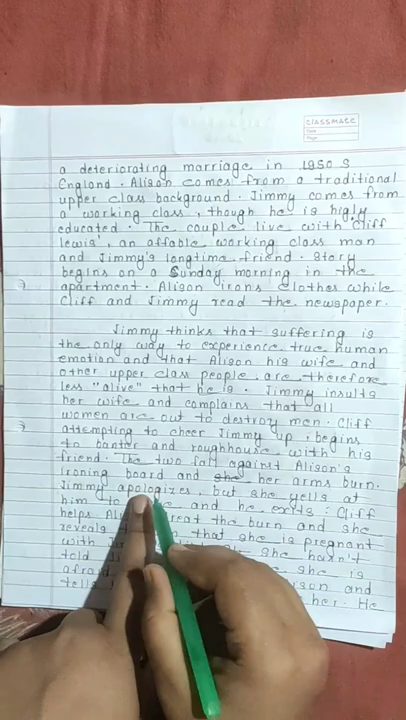 classmate
Date
Page
a deteriorating marriage in 1950 S
England. Alison comes from a traditional
upper class background. Jimmy comes from
a working class, though he is higly
educated. The couple live with Cliff
lewis', an affable working class man
and Jimmy's longtime friend. Story
begins on a Sunday morning in the
apartment. Alison irons clothes while
Cliff and Jimmy read the newspaper.
Jimmy thinks that suffering is
the only way to experience true human
emotion and that Alison his wife and
other upper class people are therefore
less "alive" that he is. Jimmy insults
her wife and complains that all
women are out to destroy men. Cliff
attempting to cheer Jimmy up, begins
to banter and roughhouse with his
friend. The two fall against Alison's
Ironing board and she her arms burn.
Jimmy apologizes, but she yells at
him to and he exits : Cliff
helps treat the burn and she
reveals that she is pregnant
with she hasn't
told
afraid she is
tells and
her. He